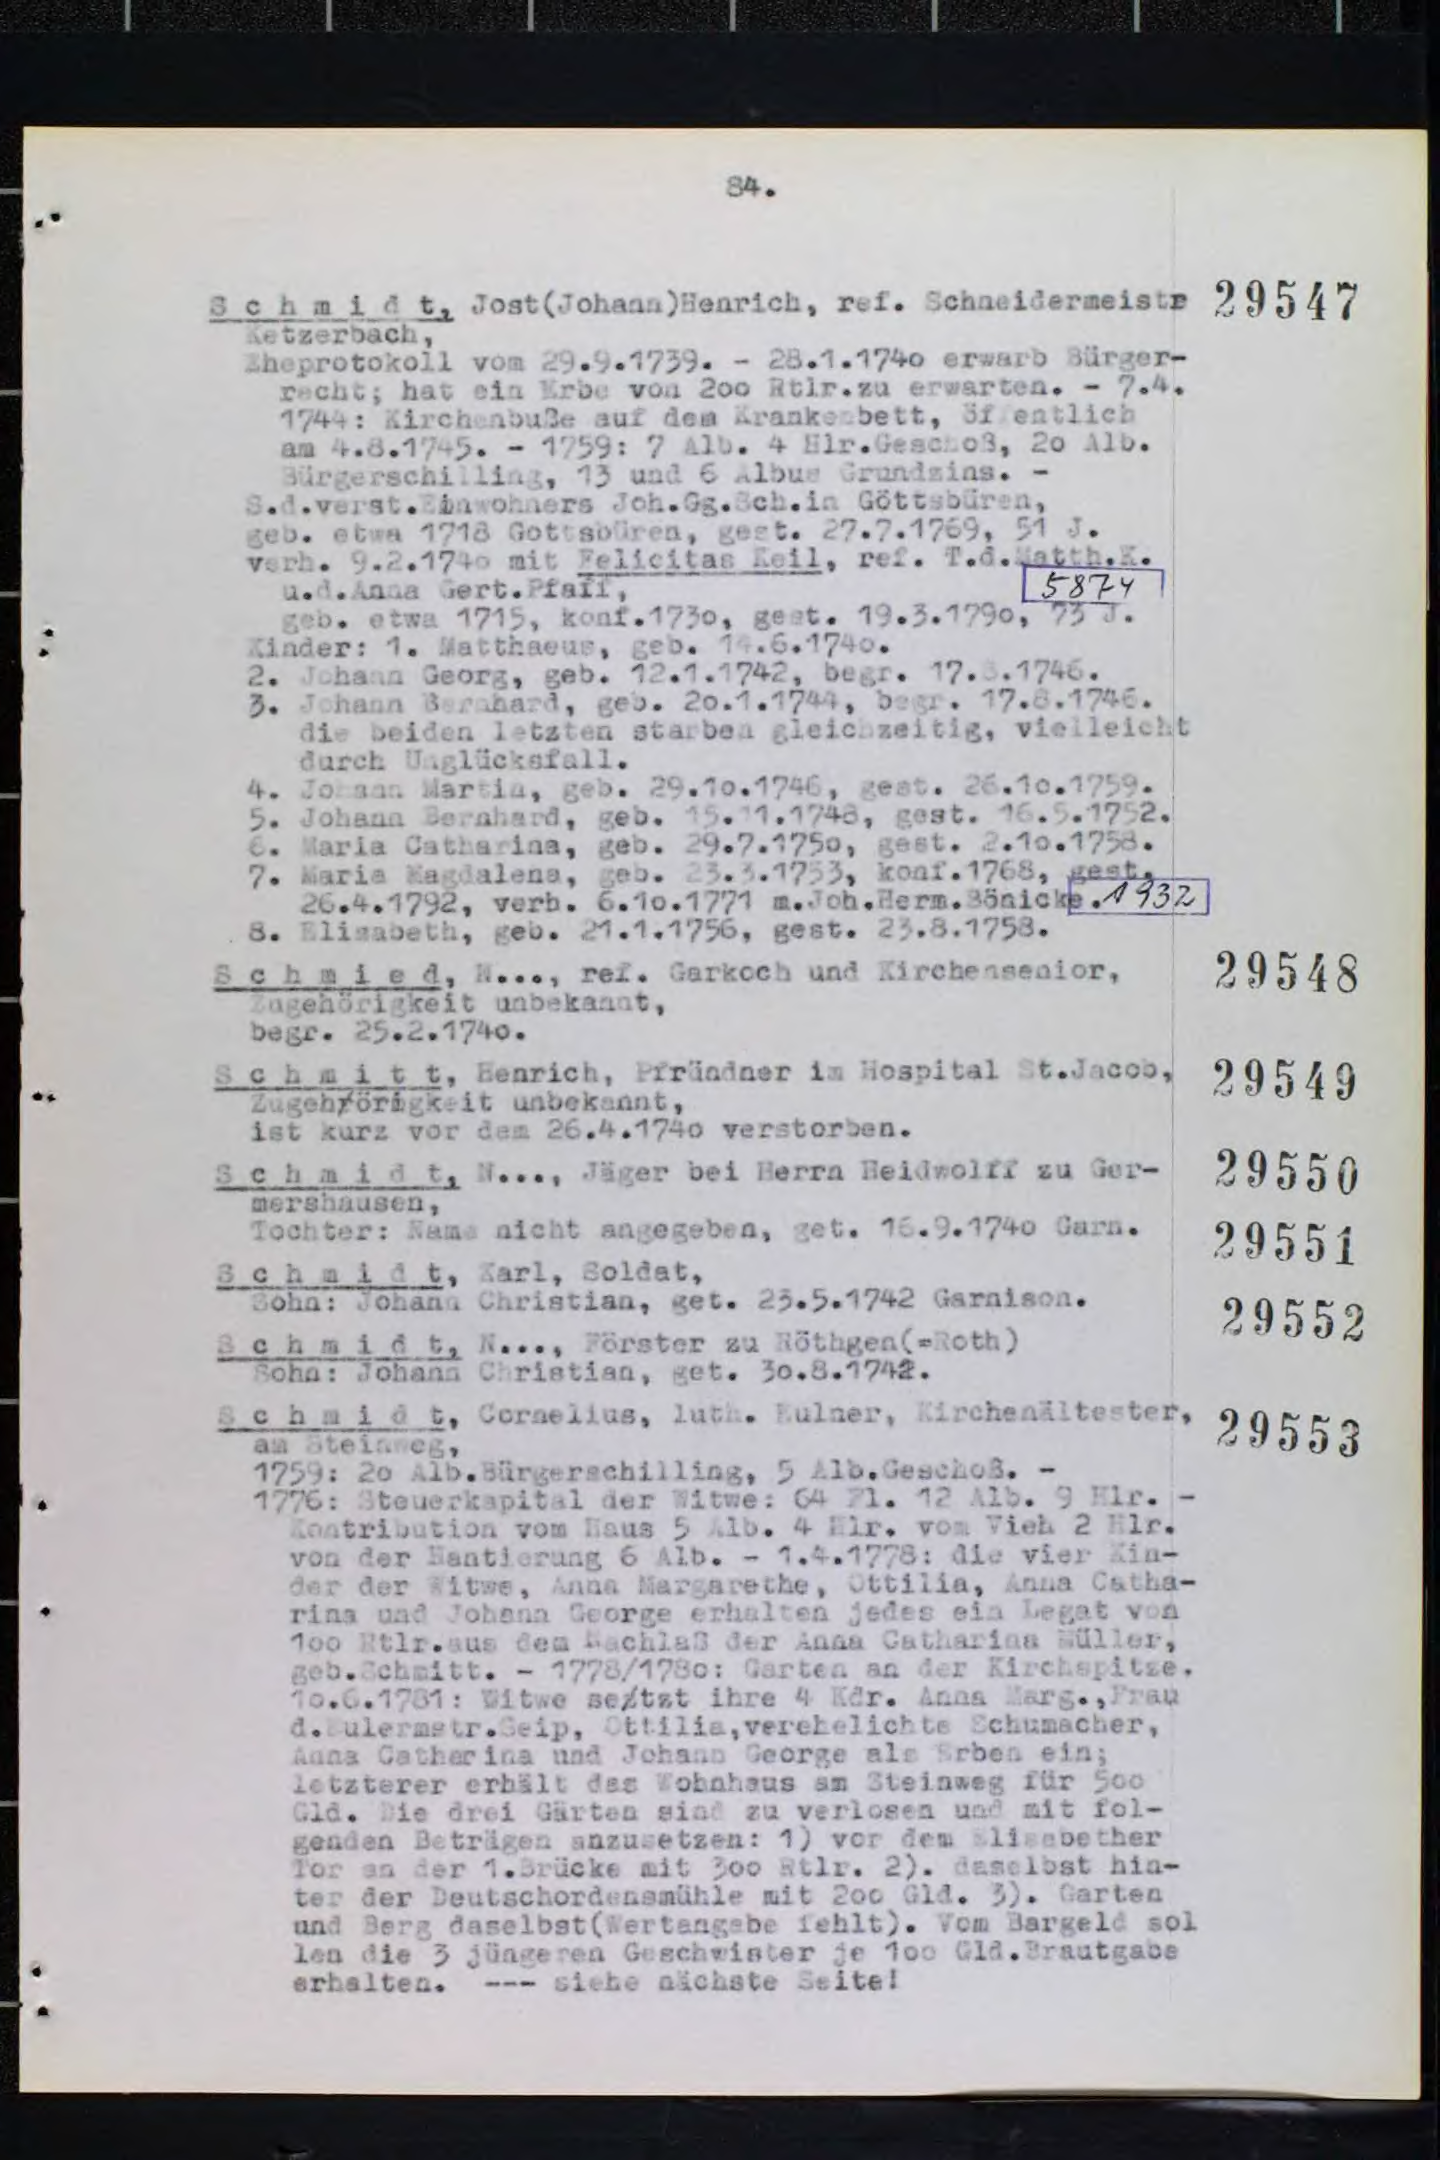 84.
S c h m i d t, Jost(Johann)Henrich, ref. Schneidermeistr 29547
Ketzerbach,
Eheprotokoll vom 29.9.1739. - 28.1.1740 erwarb Bürger-
recht; hat ein Erbe von 200 Rtlr.zu erwarten. - 7.4.
1744: Kirchenbuße auf dem Krankenbett, öffentlich
am 4.8.1745. - 1759: 7 Alb. 4 Hlr.Geschoß, 20 Alb.
Bürgerschilling, 13 und 6 Albus Grundzins. -
S.d.verst.Einwohners Joh.Gg.Sch.in Göttsbüren,
geb. etwa 1718 Gottsbüren, gest. 27.7.1769, 51 J.
verh. 9.2.1740 mit Felicitas Keil, ref. T.d.Matth.K.
u.d.Anna Gert.Pfaff, 5874
geb. etwa 1715, konf.1730, gest. 19.3.1790, 73 J.
Kinder: 1. Matthaeus, geb. 14.6.1740.
2. Johann Georg, geb. 12.1.1742, begr. 17.8.1746.
3. Johann Bernhard, geb. 20.1.1744, begr. 17.8.1746.
die beiden letzten starben gleichzeitig, vielleicht
durch Unglücksfall.
4. Johann Martin, geb. 29.10.1746, gest. 26.10.1759.
5. Johann Bernhard, geb. 15.11.1748, gest. 16.5.1752.
6. Maria Catharina, geb. 29.7.1750, gest. 2.10.1758.
7. Maria Magdalena, geb. 23.3.1753, konf.1768, gest.
26.4.1792, verh. 6.10.1771 m.Joh.Herm.Bönicke. 1932
8. Elisabeth, geb. 21.1.1756, gest. 23.8.1758.
S c h m i e d, N..., ref. Garkoch und Kirchensenior, 29548
Zugehörigkeit unbekannt,
begr. 25.2.1740.
S c h m i t t, Henrich, Pfründner im Hospital St.Jacob, 29549
Zugehörigkeit unbekannt,
ist kurz vor dem 26.4.1740 verstorben.
S c h m i d t, N..., Jäger bei Herrn Heidwolff zu Ger- 29550
mershausen,
Tochter: Name nicht angegeben, get. 16.9.1740 Garn.
29551
S c h m i d t, Karl, Soldat,
Sohn: Johann Christian, get. 23.5.1742 Garnison.
29552
S c h m i d t, N..., Förster zu Röthgen(=Roth)
Sohn: Johann Christian, get. 30.8.1742.
S c h m i d t, Cornelius, luth. Eulner, Kirchenältester, 29553
am Steinweg,
1759: 20 Alb.Bürgerschilling, 5 Alb.Geschoß. -
1776: Steuerkapital der Witwe: 64 Fl. 12 Alb. 9 Hlr. -
Kontribution vom Haus 5 Alb. 4 Hlr. vom Vieh 2 Hlr.
von der Hantierung 6 Alb. - 1.4.1778: die vier Kin-
der der Witwe, Anna Margarethe, Ottilia, Anna Catha-
rina und Johann George erhalten jedes ein Legat von
100 Rtlr.aus dem Nachlaß der Anna Catharina Müller,
geb.Schmitt. - 1778/1780: Garten an der Kirchspitze.
10.6.1781: Witwe setzt ihre 4 Kdr. Anna Marg.,Frau
d.Eulermstr.Seip, Ottilia,verehelichte Schumacher,
Anna Catharina und Johann George als Erben ein;
letzterer erhält das Wohnhaus am Steinweg für 500
Gld. Die drei Gärten sind zu verlosen und mit fol-
genden Beträgen anzusetzen: 1) vor dem Elisabether
Tor an der 1.Brücke mit 300 Rtlr. 2). daselbst hin-
ter der Deutschordensmühle mit 200 Gld. 3). Garten
und Berg daselbst(Wertangabe fehlt). Vom Bargeld sol
len die 3 jüngeren Geschwister je 100 Gld.Brautgabe
erhalten. --- siehe nächste Seite!